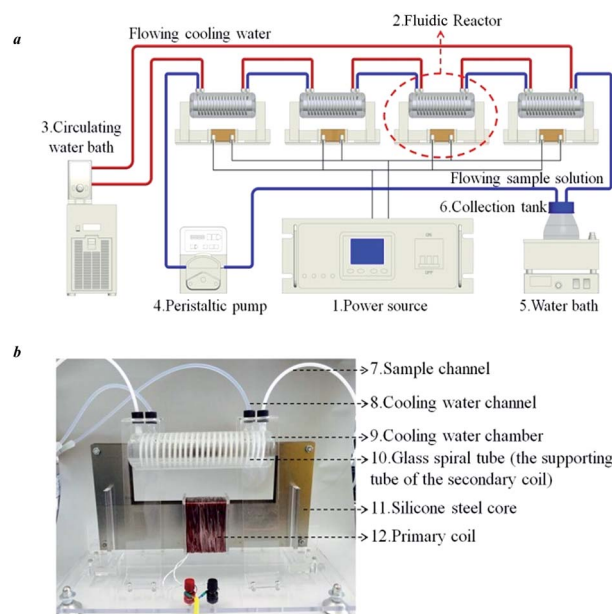 a
Flowing cooling water
2.Fluidic Reactor
3.Circulating
water bath
Flowing sample solution
6.Collection tank
ON
OFF
4.Peristaltic pump
1.Power source
5.Water bath
b
7.Sample channel
8.Cooling water channel
9.Cooling water chamber
10.Glass spiral tube (the supporting
tube of the secondary coil)
11.Silicone steel core
12.Primary coil